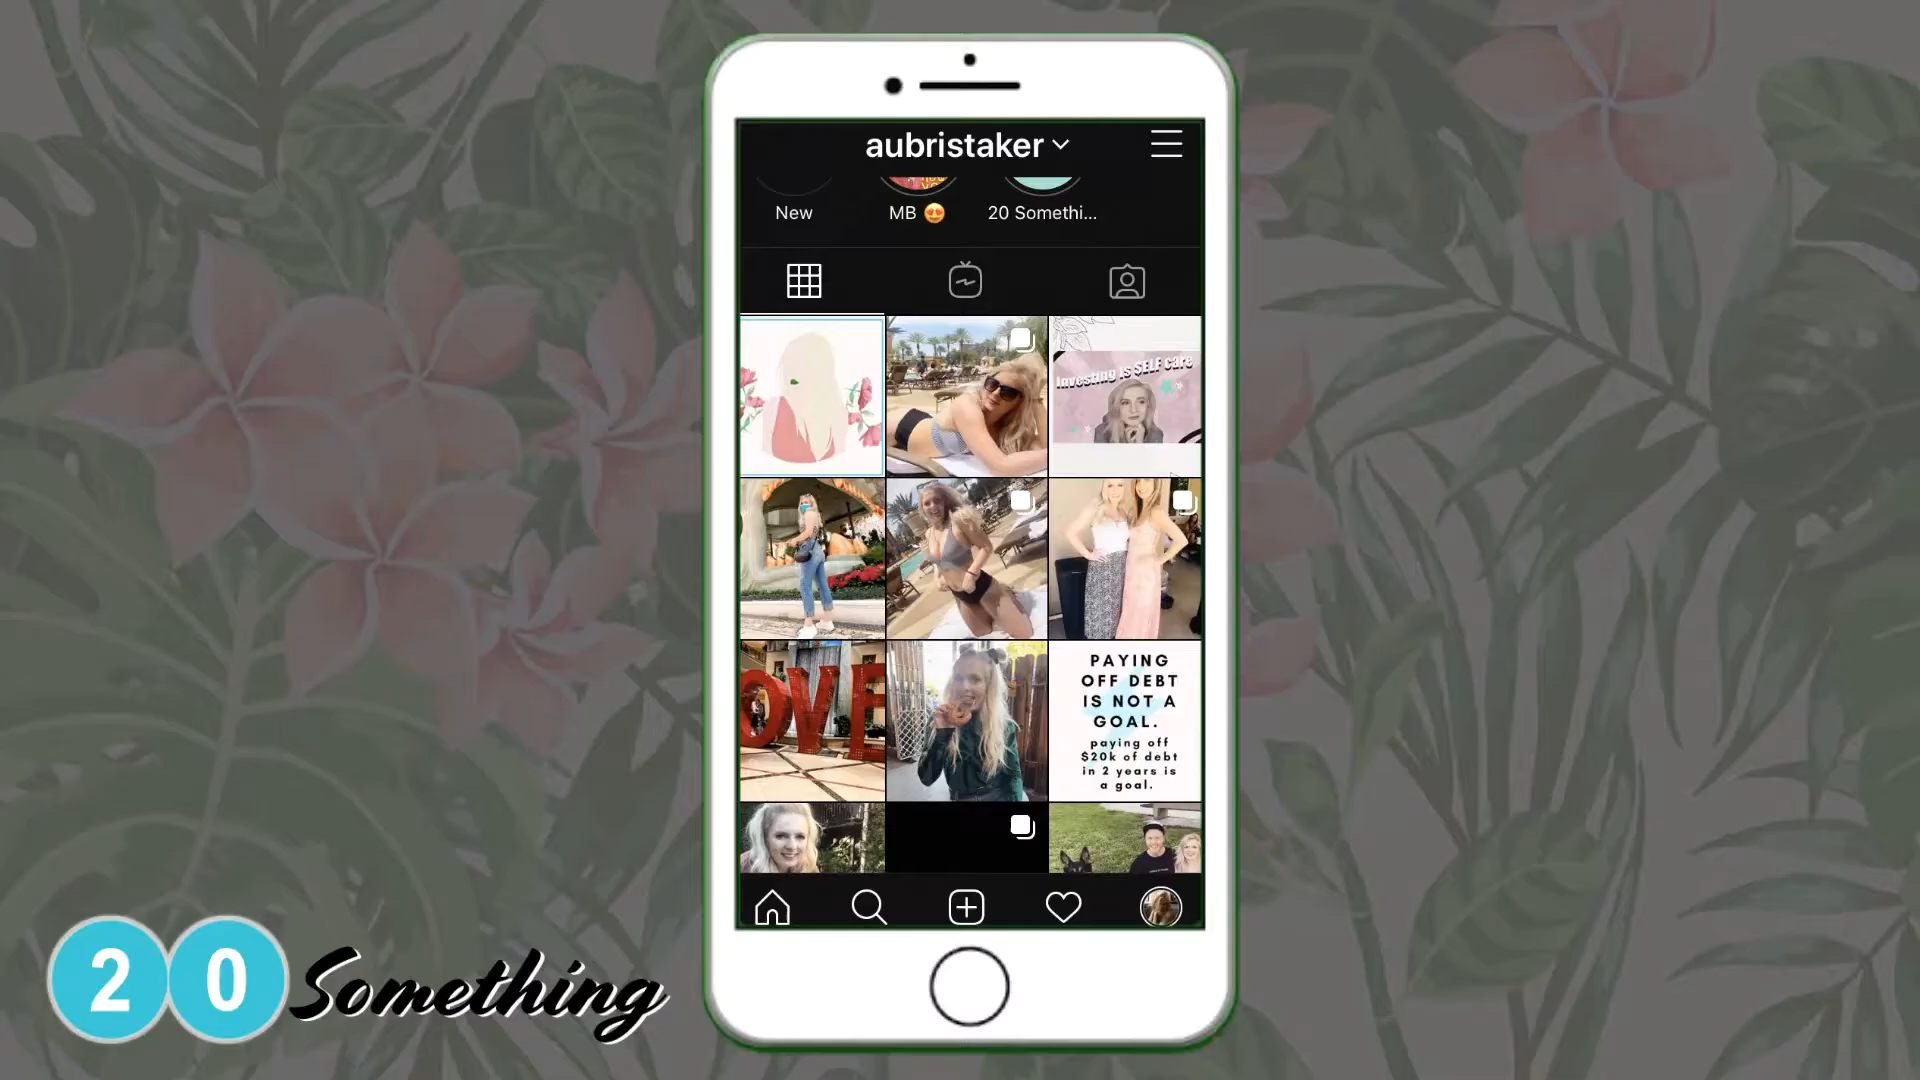 aubristaker
New
MB 😍
20 Somethi...
Investing Is $ELF care
OVE
PAYING
OFF DEBT
IS NOT A
GOAL.
paying off
$20k of debt
in 2 years is
a goal.
20 Something